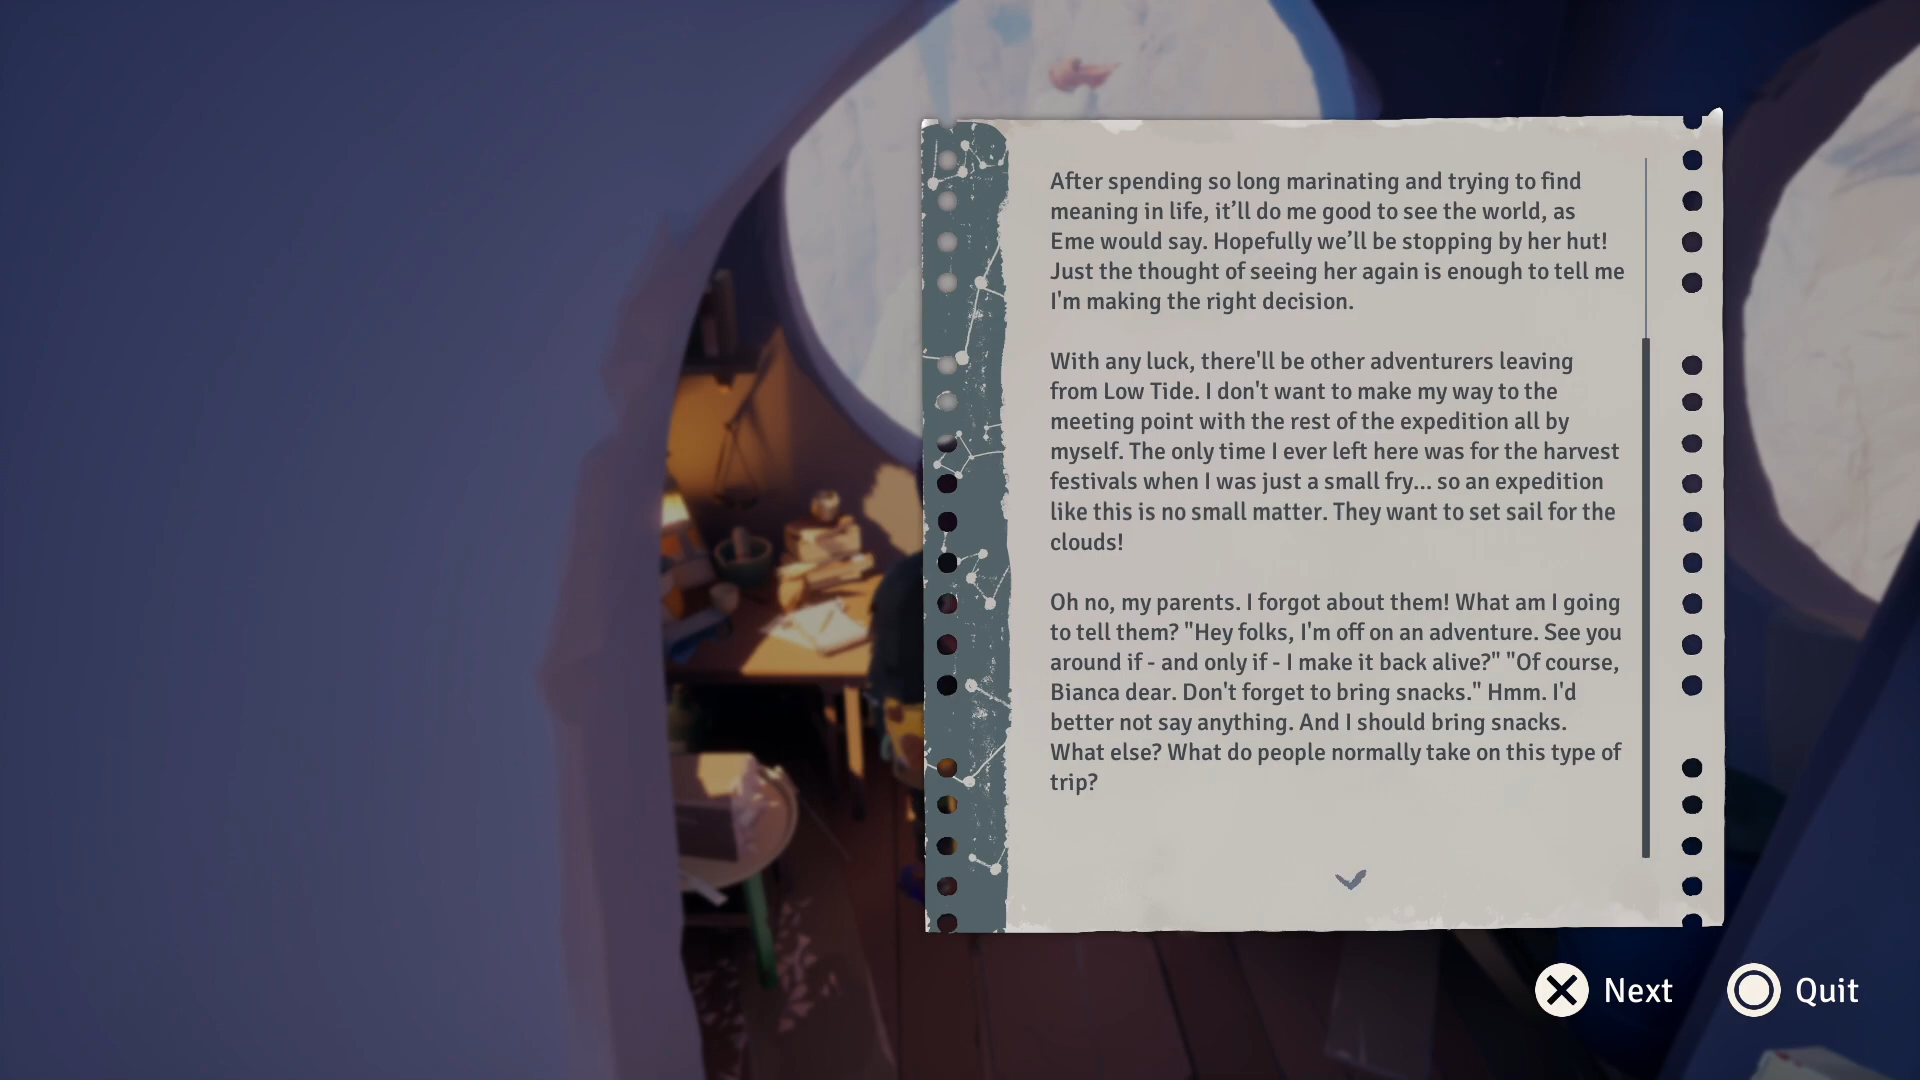 After spending so long marinating and trying to find
meaning in life, it’ll do me good to see the world, as
Eme would say. Hopefully we’ll be stopping by her hut!
Just the thought of seeing her again is enough to tell me
I'm making the right decision.
With any luck, there'll be other adventurers leaving
from Low Tide. I don't want to make my way to the
meeting point with the rest of the expedition all by
myself. The only time I ever left here was for the harvest
festivals when I was just a small fry... so an expedition
like this is no small matter. They want to set sail for the
clouds!
Oh no, my parents. I forgot about them! What am I going
to tell them? "Hey folks, I'm off on an adventure. See you
around if - and only if - I make it back alive?" "Of course,
Bianca dear. Don't forget to bring snacks." Hmm. I'd
better not say anything. And I should bring snacks.
What else? What do people normally take on this type of
trip?
Next
Quit